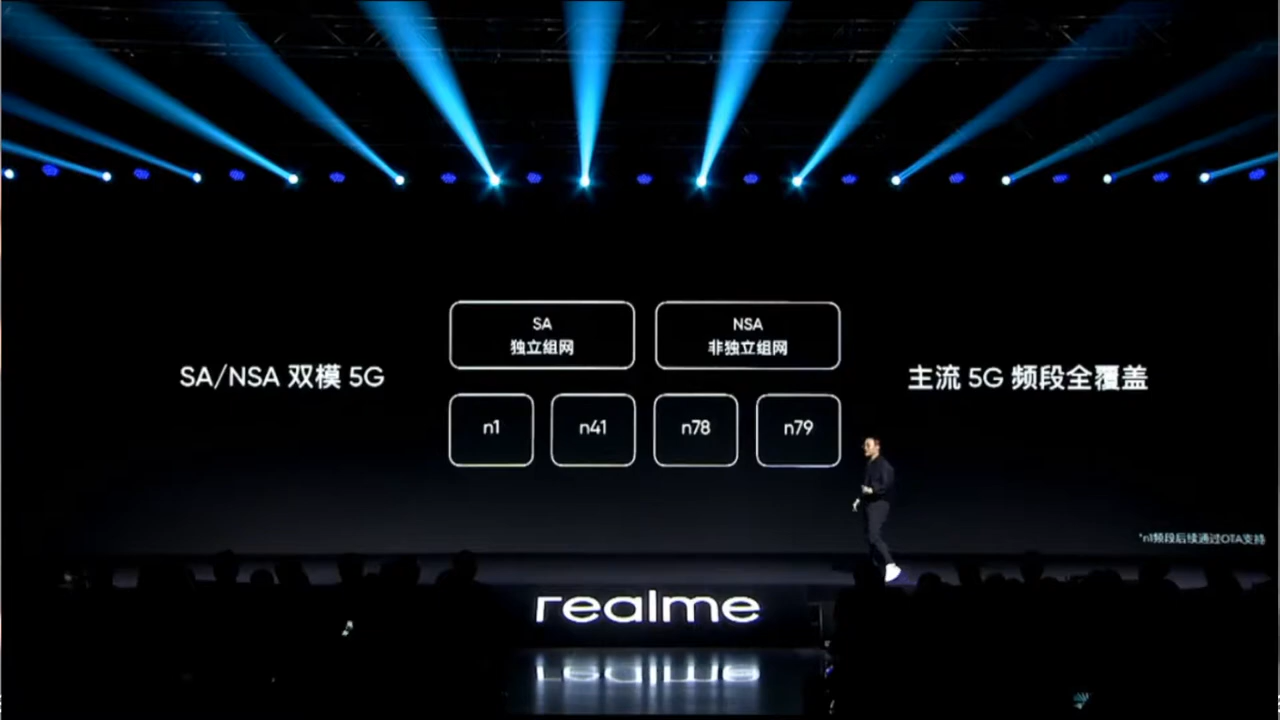 SA/NSA 双模 5G
SA
独立组网
NSA
非独立组网
n1
n41
n78
n79
主流 5G 频段全覆盖
*n1频段后续通过OTA支持
realme